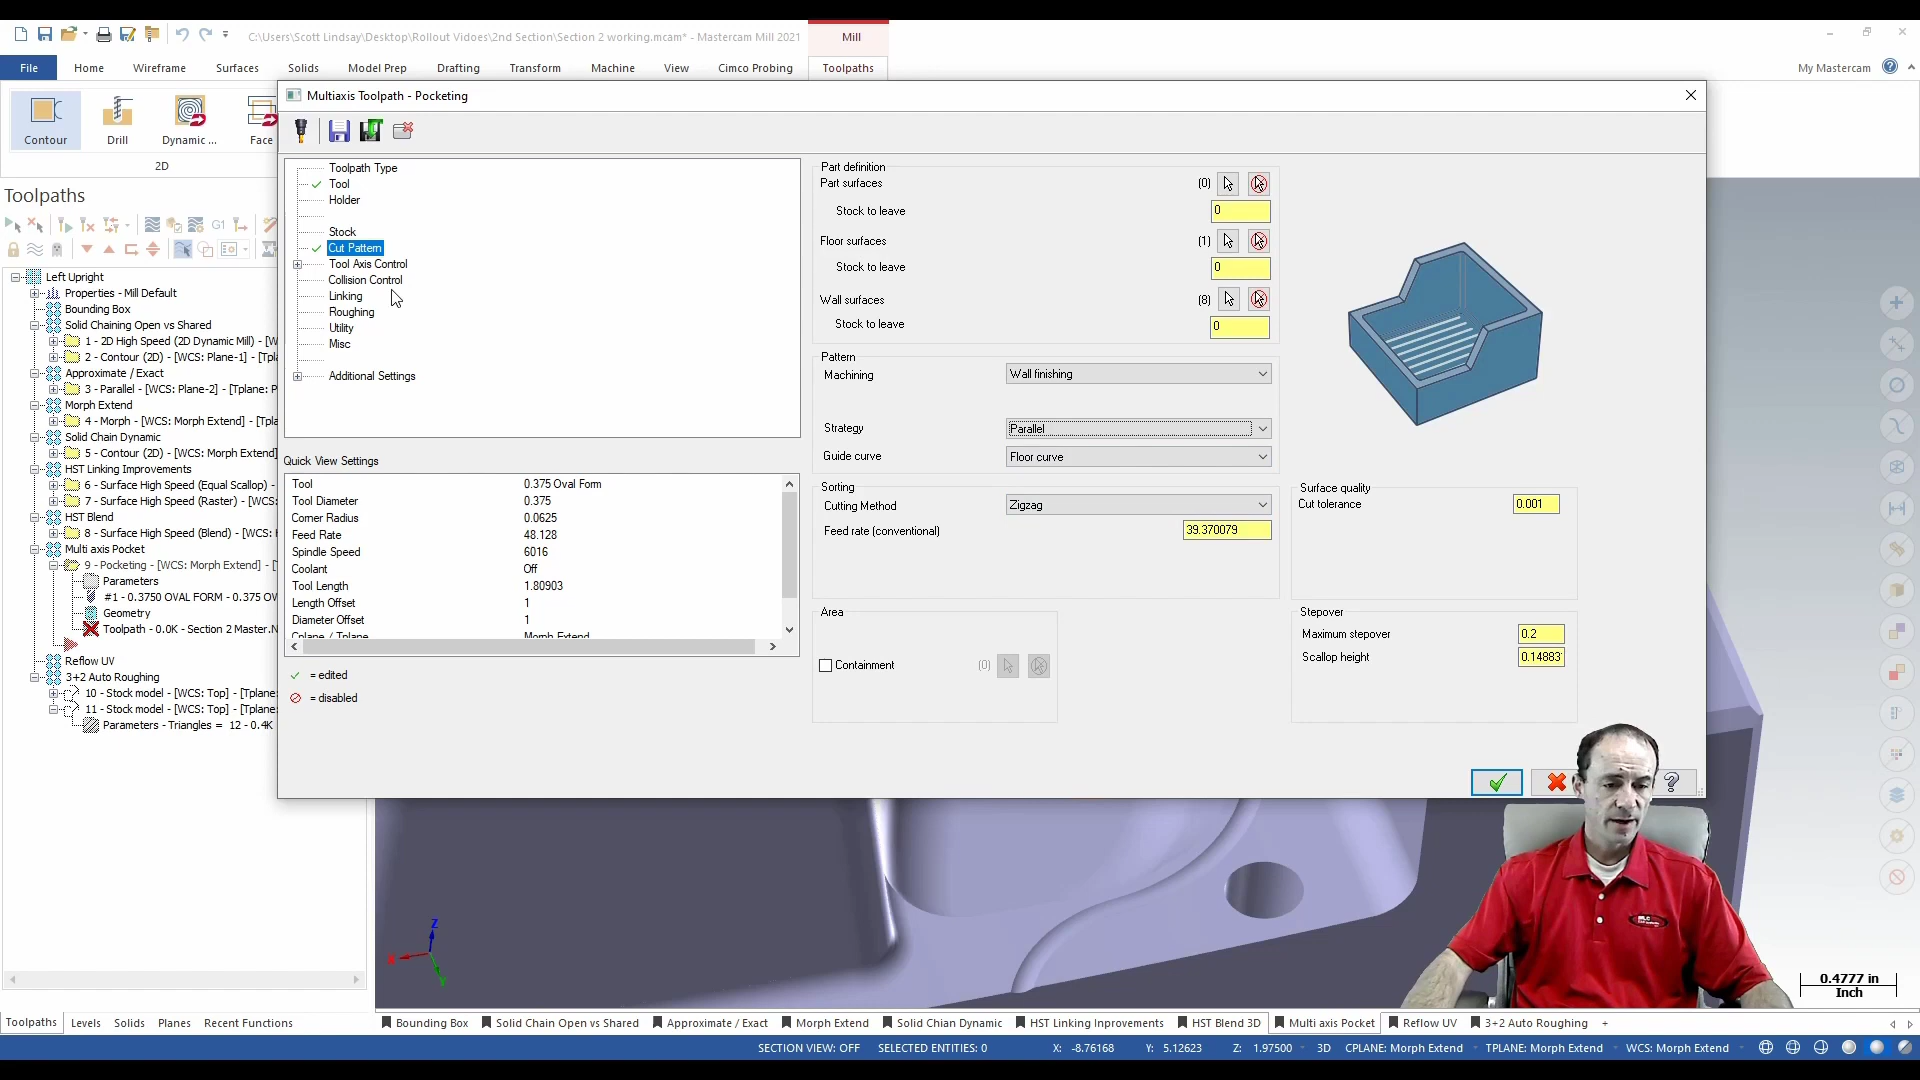 C:\Users\Scott Lindsay\Desktop\Rollout Vidoes\2nd Section\Section 2 working.mcam* - Mastercam Mill 2021
Mill
File Home Wireframe Surfaces Solids Model Prep Drafting Transform Machine View Cimco Probing Toolpaths My Mastercam
Contour Drill Dynamic ... Face
2D
Toolpaths
G1
Left Upright
Properties - Mill Default
Bounding Box
Solid Chaining Open vs Shared
1 - 2D High Speed (2D Dynamic Mill) - [W
2 - Contour (2D) - [WCS: Plane-1] - [Tpla
Approximate / Exact
3 - Parallel - [WCS: Plane-2] - [Tplane: P
Morph Extend
4 - Morph - [WCS: Morph Extend] - [Tpla
Solid Chain Dynamic
5 - Contour (2D) - [WCS: Morph Extend]
HST Linking Improvements
6 - Surface High Speed (Equal Scallop) -
7 - Surface High Speed (Raster) - [WCS:
HST Blend
8 - Surface High Speed (Blend) - [WCS:
Multi axis Pocket
9 - Pocketing - [WCS: Morph Extend] - [
Parameters
#1 - 0.3750 OVAL FORM - 0.375 OV
Geometry
Toolpath - 0.0K - Section 2 Master.N
Reflow UV
3+2 Auto Roughing
10 - Stock model - [WCS: Top] - [Tplane
11 - Stock model - [WCS: Top] - [Tplane
Parameters - Triangles = 12 - 0.4K
Multiaxis Toolpath - Pocketing
Toolpath Type
Tool
Holder
Stock
Cut Pattern
Tool Axis Control
Collision Control
Linking
Roughing
Utility
Misc
Additional Settings
Quick View Settings
Tool 0.375 Oval Form
Tool Diameter 0.375
Corner Radius 0.0625
Feed Rate 48.128
Spindle Speed 6016
Coolant Off
Tool Length 1.80903
Length Offset 1
Diameter Offset 1
Cplane / Tplane Morph Extend
= edited
= disabled
Part definition
Part surfaces (0)
Stock to leave 0
Floor surfaces (1)
Stock to leave 0
Wall surfaces (8)
Stock to leave 0
Pattern
Machining Wall finishing
Strategy Parallel
Guide curve Floor curve
Sorting
Cutting Method Zigzag
Feed rate (conventional) 39.370079
Area
Containment (0)
Surface quality
Cut tolerance 0.001
Stepover
Maximum stepover 0.2
Scallop height 0.14883
Z
X
Y
0.4777 in
Inch
Toolpaths Levels Solids Planes Recent Functions
Bounding Box Solid Chain Open vs Shared Approximate / Exact Morph Extend Solid Chian Dynamic HST Linking Inprovements HST Blend 3D Multi axis Pocket Reflow UV 3+2 Auto Roughing +
SECTION VIEW: OFF SELECTED ENTITIES: 0 X: -8.76168 Y: 5.12623 Z: 1.97500 3D CPLANE: Morph Extend TPLANE: Morph Extend WCS: Morph Extend